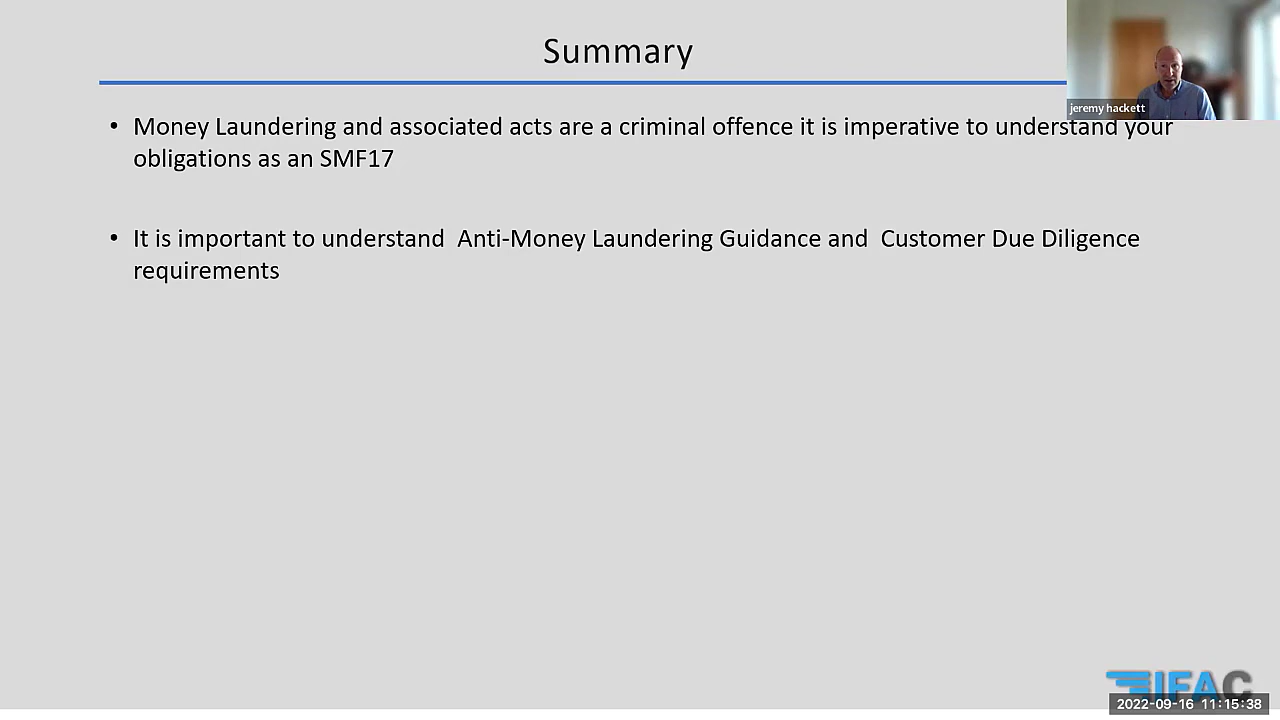 Summary
jeremy hackett
• Money Laundering and associated acts are a criminal offence it is imperative to understand your
obligations as an SMF17
• It is important to understand  Anti-Money Laundering Guidance and  Customer Due Diligence
requirements
IFAC
2022-09-16 11:15:38